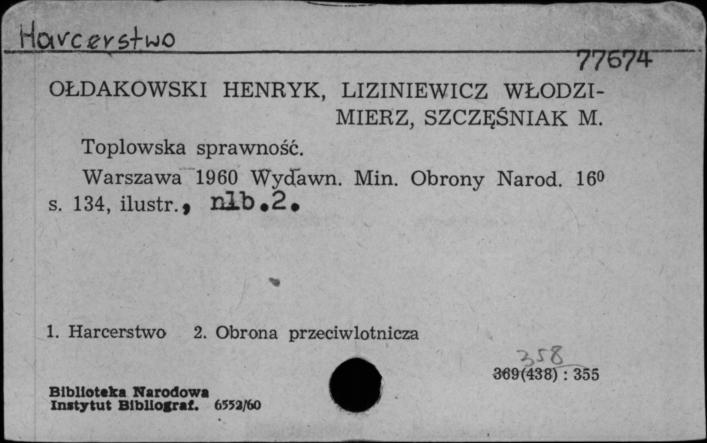 Harcerstwo
77674
OŁDAKOWSKI HENRYK, LIZINIEWICZ WŁODZI-
MIERZ, SZCZĘŚNIAK M.
Toplowska sprawność.
Warszawa 1960 Wydawn. Min. Obrony Narod. 16⁰
s. 134, ilustr., nlb.2.
1. Harcerstwo 2. Obrona przeciwlotnicza
358
369(438) : 355
Biblioteka Narodowa
Instytut Bibliograf. 6552/60